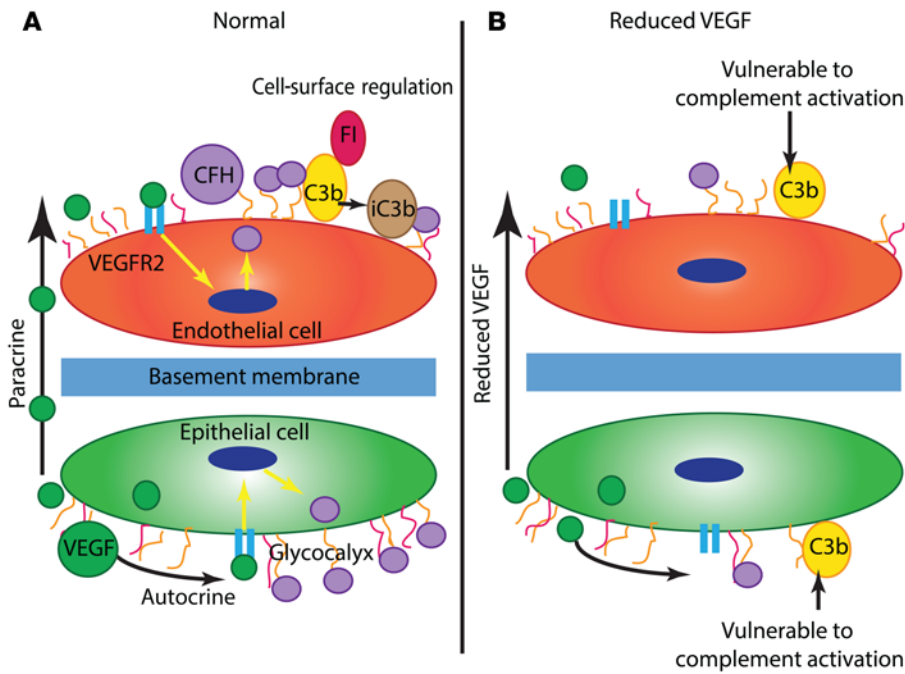 A
Normal
Cell-surface regulation
FI
CFH
C3b
iC3b
VEGFR2
Endothelial cell
Paracrine
Basement membrane
Epithelial cell
VEGF
Glycocalyx
Autocrine
B
Reduced VEGF
Vulnerable to
complement activation
C3b
Reduced VEGF
C3b
Vulnerable to
complement activation